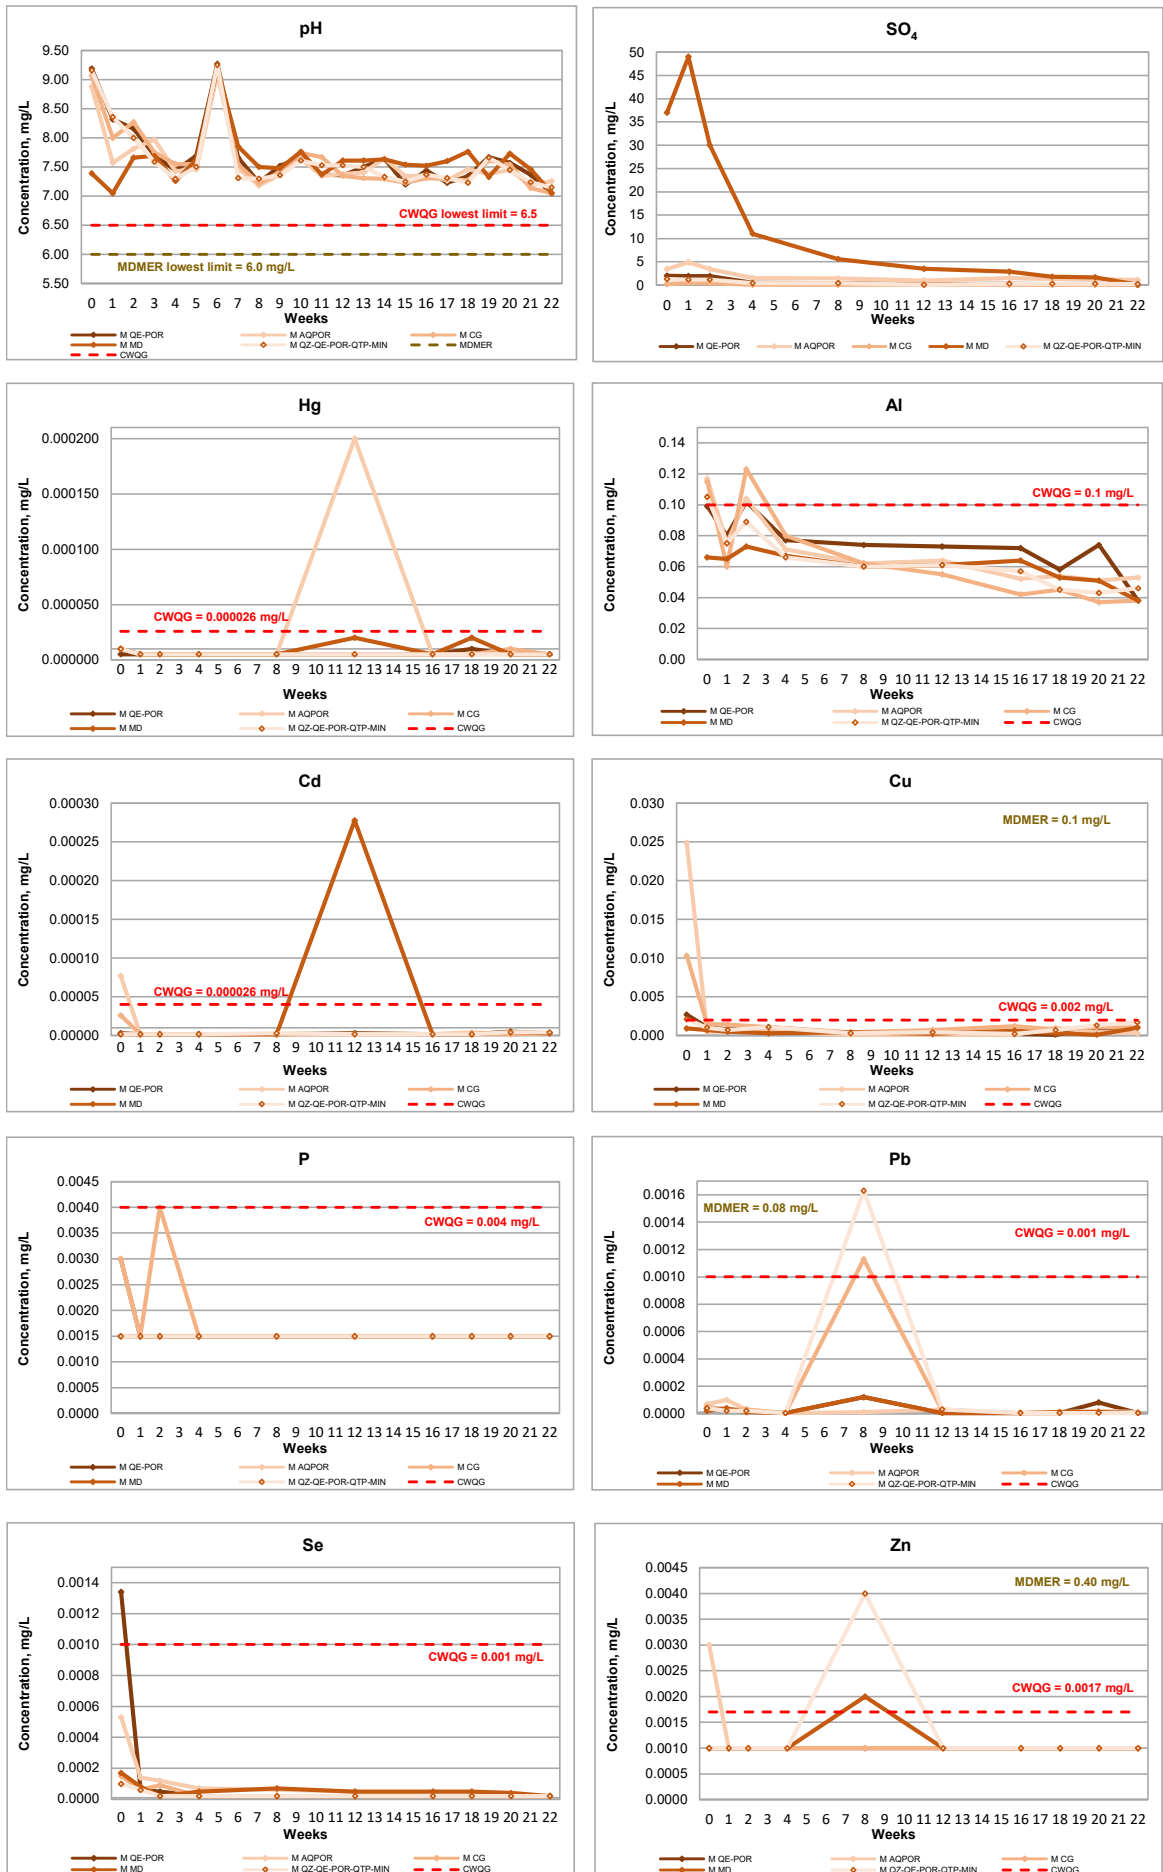 pH
Concentration, mg/L
9.50
9.00
8.50
8.00
7.50
7.00
6.50
6.00
5.50
CWQG lowest limit = 6.5
MDMER lowest limit = 6.0 mg/L
0 1 2 3 4 5 6 7 8 9 10 11 12 13 14 15 16 17 18 19 20 21 22
Weeks
M QE-POR M AQPOR M CG
M MD M QZ-QE-POR-QTP-MIN MDMER
CWQG
SO4
Concentration, mg/L
50
45
40
35
30
25
20
15
10
5
0
0 1 2 3 4 5 6 7 8 9 10 11 12 13 14 15 16 17 18 19 20 21 22
Weeks
M QE-POR M AQPOR M CG M MD M QZ-QE-POR-QTP-MIN
Hg
Concentration, mg/L
0.000200
0.000150
0.000100
0.000050
0.000000
CWQG = 0.000026 mg/L
0 1 2 3 4 5 6 7 8 9 10 11 12 13 14 15 16 17 18 19 20 21 22
Weeks
M QE-POR M AQPOR M CG
M MD M QZ-QE-POR-QTP-MIN CWQG
Al
Concentration, mg/L
0.14
0.12
0.10
0.08
0.06
0.04
0.02
0.00
CWQG = 0.1 mg/L
0 1 2 3 4 5 6 7 8 9 10 11 12 13 14 15 16 17 18 19 20 21 22
Weeks
M QE-POR M AQPOR M CG
M MD M QZ-QE-POR-QTP-MIN CWQG
Cd
Concentration, mg/L
0.00030
0.00025
0.00020
0.00015
0.00010
0.00005
0.00000
CWQG = 0.000026 mg/L
0 1 2 3 4 5 6 7 8 9 10 11 12 13 14 15 16 17 18 19 20 21 22
Weeks
M QE-POR M AQPOR M CG
M MD M QZ-QE-POR-QTP-MIN CWQG
Cu
Concentration, mg/L
0.030
0.025
0.020
0.015
0.010
0.005
0.000
MDMER = 0.1 mg/L
CWQG = 0.002 mg/L
0 1 2 3 4 5 6 7 8 9 10 11 12 13 14 15 16 17 18 19 20 21 22
Weeks
M QE-POR M AQPOR M CG
M MD M QZ-QE-POR-QTP-MIN CWQG
P
Concentration, mg/L
0.0045
0.0040
0.0035
0.0030
0.0025
0.0020
0.0015
0.0010
0.0005
0.0000
CWQG = 0.004 mg/L
0 1 2 3 4 5 6 7 8 9 10 11 12 13 14 15 16 17 18 19 20 21 22
Weeks
M QE-POR M AQPOR M CG
M MD M QZ-QE-POR-QTP-MIN CWQG
Pb
Concentration, mg/L
0.0016
0.0014
0.0012
0.0010
0.0008
0.0006
0.0004
0.0002
0.0000
MDMER = 0.08 mg/L
CWQG = 0.001 mg/L
0 1 2 3 4 5 6 7 8 9 10 11 12 13 14 15 16 17 18 19 20 21 22
Weeks
M QE-POR M AQPOR M CG
M MD M QZ-QE-POR-QTP-MIN CWQG
Se
Concentration, mg/L
0.0014
0.0012
0.0010
0.0008
0.0006
0.0004
0.0002
0.0000
CWQG = 0.001 mg/L
0 1 2 3 4 5 6 7 8 9 10 11 12 13 14 15 16 17 18 19 20 21 22
Weeks
M QE-POR M AQPOR M CG
M MD M QZ-QE-POR-QTP-MIN CWQG
Zn
Concentration, mg/L
0.0045
0.0040
0.0035
0.0030
0.0025
0.0020
0.0015
0.0010
0.0005
0.0000
MDMER = 0.40 mg/L
CWQG = 0.0017 mg/L
0 1 2 3 4 5 6 7 8 9 10 11 12 13 14 15 16 17 18 19 20 21 22
Weeks
M QE-POR M AQPOR M CG
M MD M QZ-QE-POR-QTP-MIN CWQG